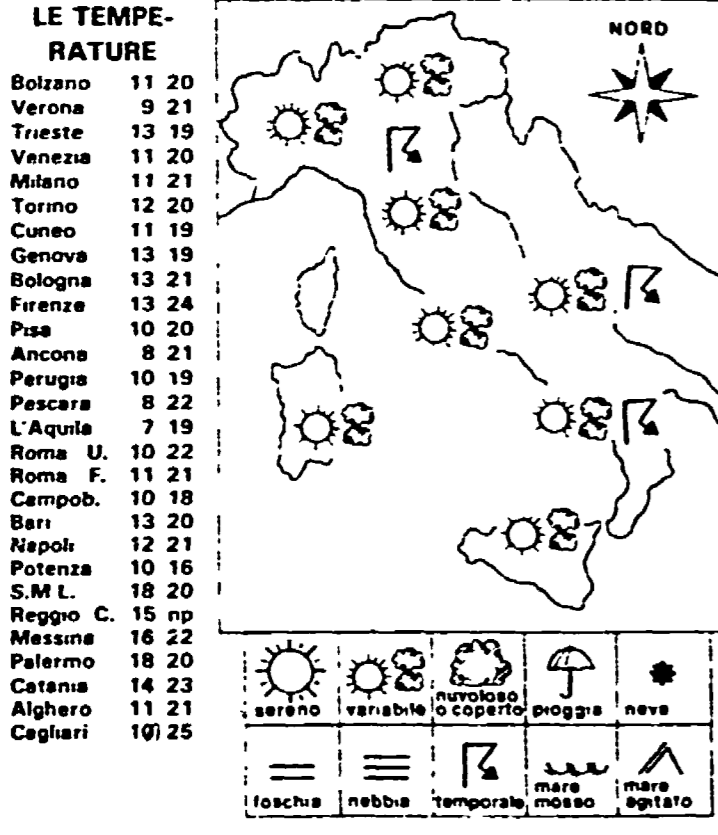 LE TEMPE-
RATURE
Bolzano 11 20
Verona 9 21
Trieste 13 19
Venezia 11 20
Milano 11 21
Torino 12 20
Cuneo 11 19
Genova 13 19
Bologna 13 21
Firenze 13 24
Pisa 10 20
Ancona 8 21
Perugia 10 19
Pescara 8 22
L'Aquila 7 19
Roma U. 10 22
Roma F. 11 21
Campob. 10 18
Bari 13 20
Napoli 12 21
Potenza 10 16
S.M L. 18 20
Reggio C. 15 np
Messina 16 22
Palermo 18 20
Catania 14 23
Alghero 11 21
Cagliari 10 25
NORD
sereno
variabile
nuvoloso
o coperto
pioggia
neve
foschia
nebbia
temporale
mare
mosso
mare
agitato